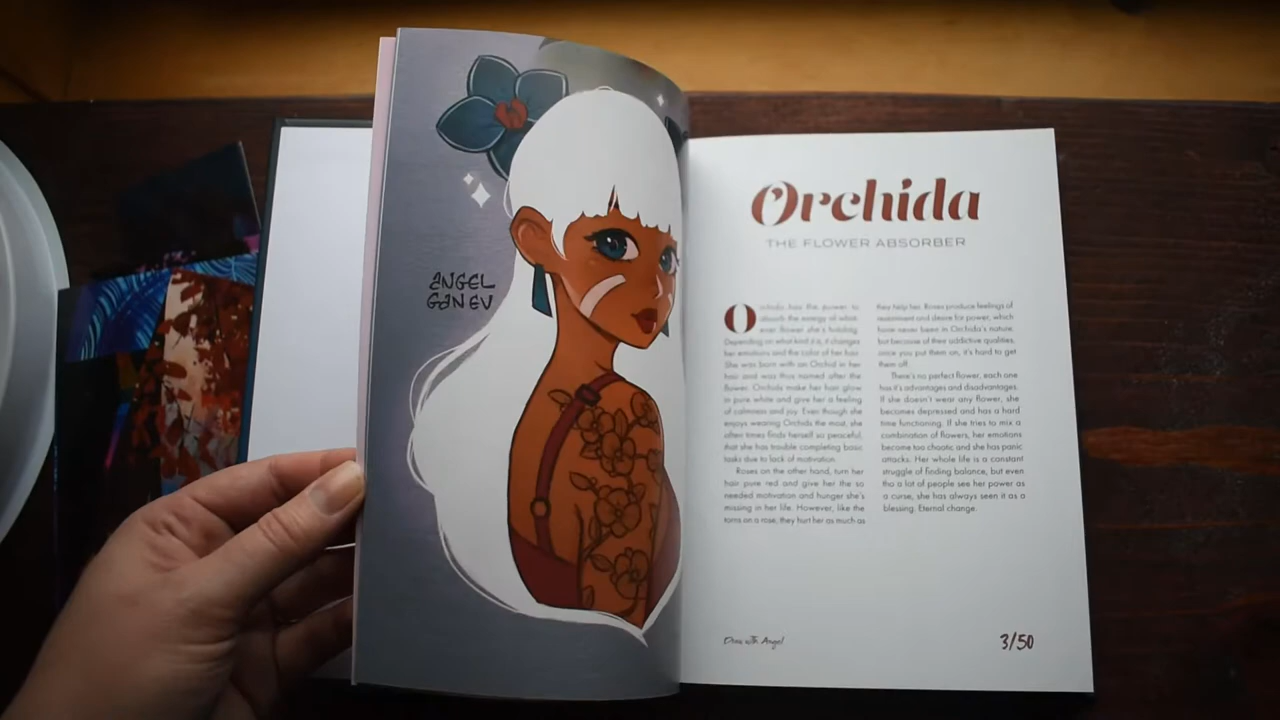 ANGEL
GANEV
Orchida
THE FLOWER ABSORBER
Orchida has the power to
absorb the energy of what-
ever flower she's holding.
Depending on what kind it is, it changes
her emotions and the color of her hair.
She was born with an Orchid in her
hair and was thus named after the
flower. Orchids make her hair glow
in pure white and give her a feeling
of calmness and joy. Even though she
enjoys wearing Orchids the most, she
often times finds herself so peaceful,
that she has trouble completing basic
tasks due to lack of motivation.
Roses on the other hand, turn her
hair pure red and give her the so
needed motivation and hunger she's
missing in her life. However, like the
torns on a rose, they hurt her as much as
they help her. Roses produce feelings of
resentment and desire for power, which
have never been in Orchida's nature,
but because of their addictive qualities,
once you put them on, it's hard to get
them off.
There's no perfect flower, each one
has it's advantages and disadvantages.
If she doesn't wear any flower, she
becomes depressed and has a hard
time functioning. If she tries to mix a
combination of flowers, her emotions
become too chaotic and she has panic
attacks. Her whole life is a constant
struggle of finding balance, but even
tho a lot of people see her power as
a curse, she has always seen it as a
blessing. Eternal change.
Draw with Angel
3/50